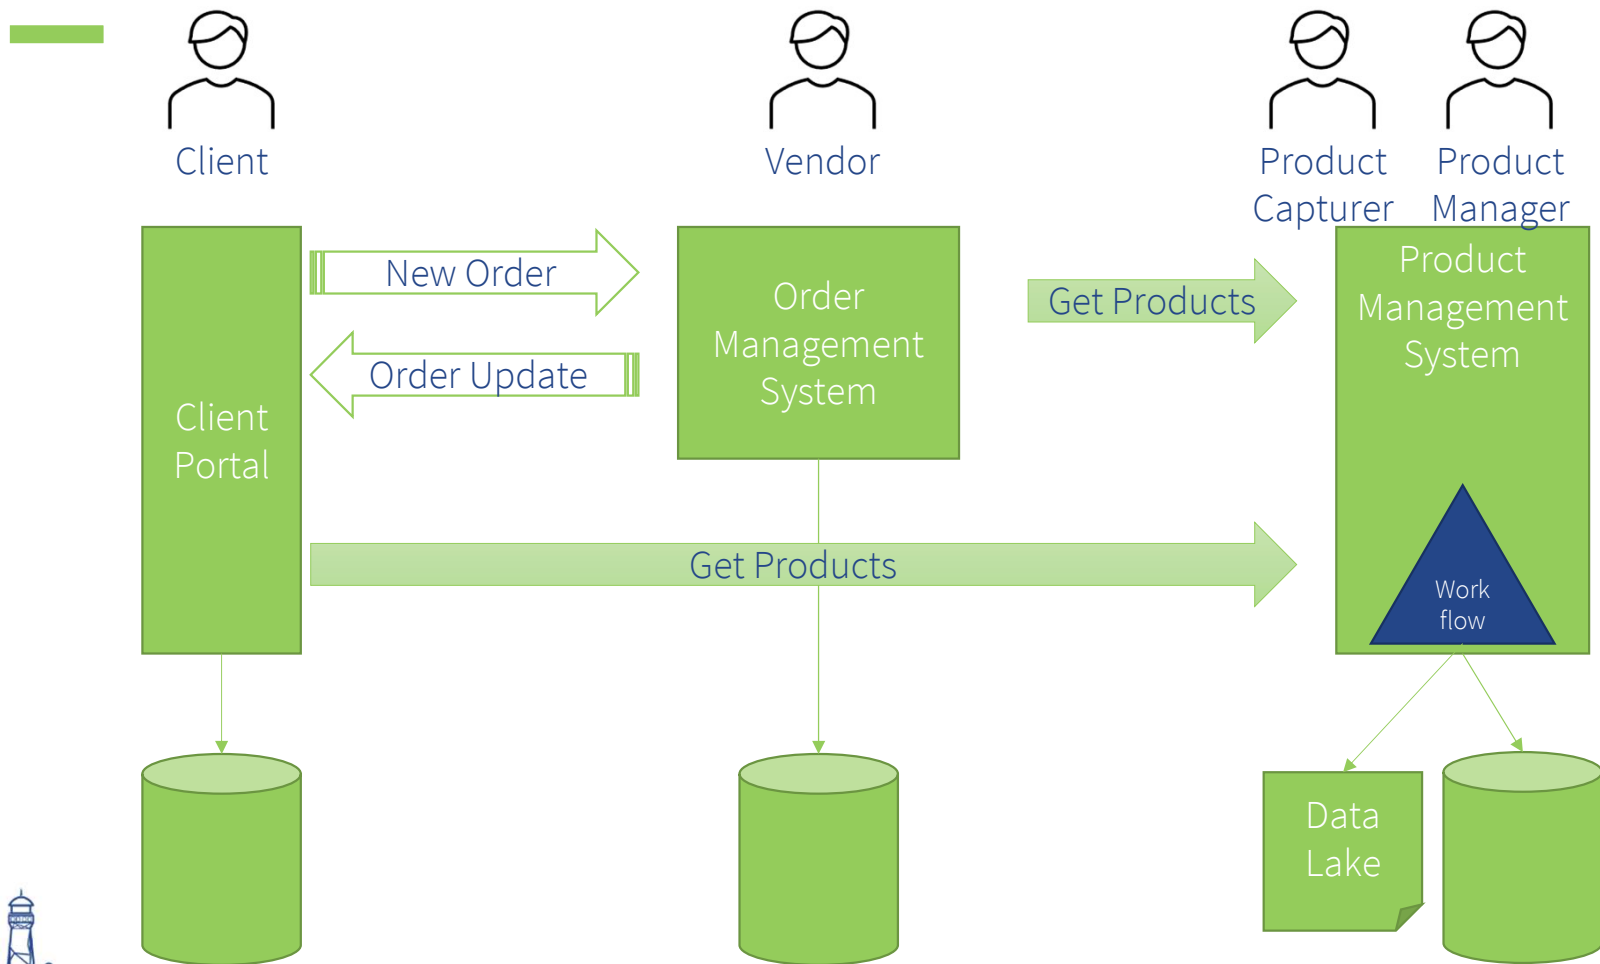 Client
Vendor
Product
Capturer
Product
Manager
New Order
Order Update
Client
Portal
Order
Management
System
Get Products
Product
Management
System
Get Products
Work
flow
Data
Lake